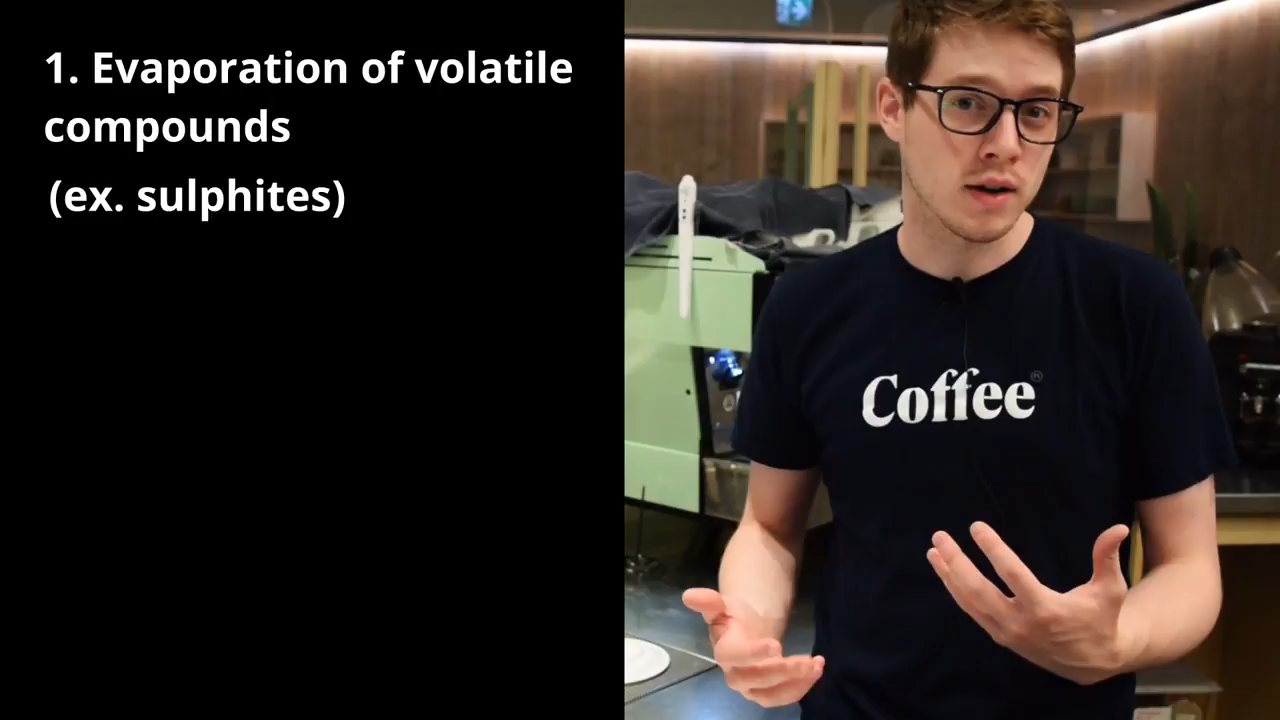 1. Evaporation of volatile
compounds
(ex. sulphites)
Coffee®